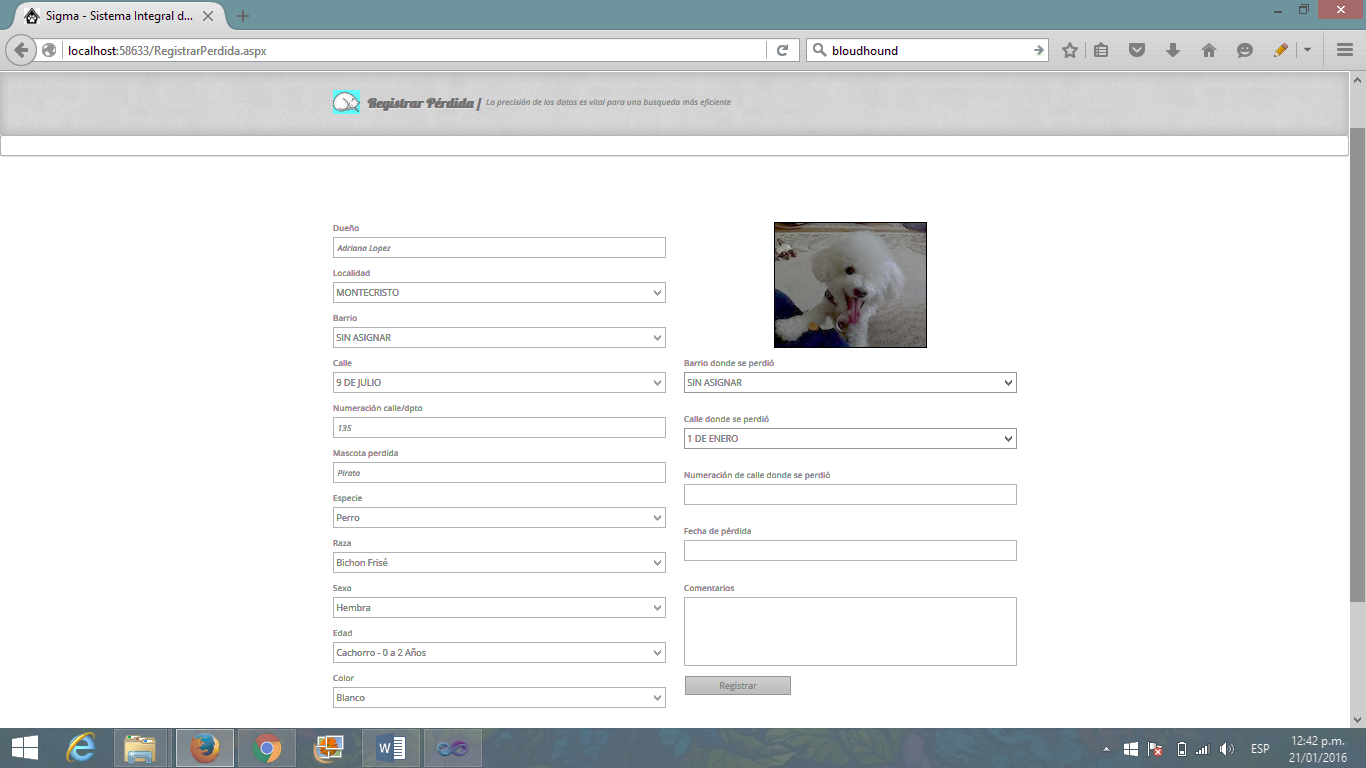 Sigma - Sistema Integral d...
localhost:58633/RegistrarPerdida.aspx
bloudhound
Registrar Pérdida | La precisión de los datos es vital para una busqueda más eficiente
Dueño
Adriana Lopez
Localidad
MONTECRISTO
Barrio
SIN ASIGNAR
Calle
9 DE JULIO
Numeración calle/dpto
135
Mascota perdida
Pirata
Especie
Perro
Raza
Bichon Frisé
Sexo
Hembra
Edad
Cachorro - 0 a 2 Años
Color
Blanco
Barrio donde se perdió
SIN ASIGNAR
Calle donde se perdió
1 DE ENERO
Numeración de calle donde se perdió
Fecha de pérdida
Comentarios
Registrar
ESP
12:42 p.m.
21/01/2016